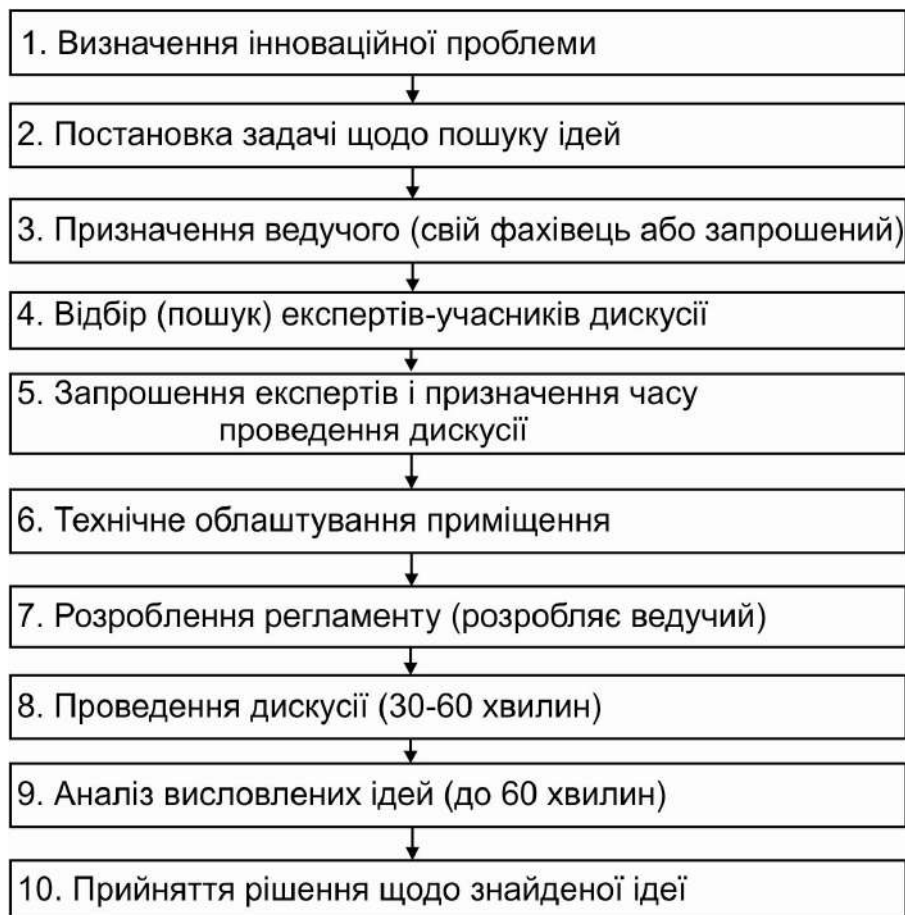 1. Визначення інноваційної проблеми
2. Постановка задачі щодо пошуку ідей
3. Призначення ведучого (свій фахівець або запрошений)
4. Відбір (пошук) експертів-учасників дискусії
5. Запрошення експертів і призначення часу
проведення дискусії
6. Технічне облаштування приміщення
7. Розроблення регламенту (розробляє ведучий)
8. Проведення дискусії (30-60 хвилин)
9. Аналіз висловлених ідей (до 60 хвилин)
10. Прийняття рішення щодо знайденої ідеї